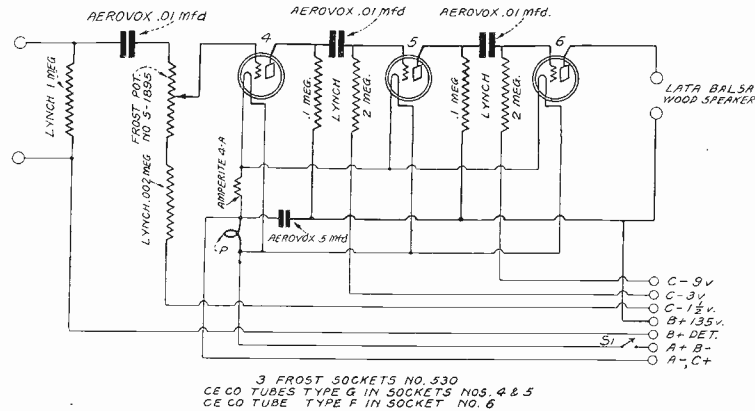 AEROVOX .01 mfd
AEROVOX .01 mfd
AEROVOX .01 mfd.
4
5
6
LYNCH 1 MEG
FROST POT.
NO S-1895
.1 MEG.
LYNCH
2 MEG.
.1 MEG
LYNCH
2 MEG.
LATA BALSA
WOOD SPEAKER
LYNCH .002 MEG
AMPERITE 4-A
P
AEROVOX .5 mfd
C-9v
C-3v
C-1½v.
B+135v.
B+ DET.
S1
A+ B-
A-, C+
3 FROST SOCKETS NO. 530
CE CO TUBES TYPE G IN SOCKETS NOS. 4 & 5
CE CO TUBE TYPE F IN SOCKET NO. 6